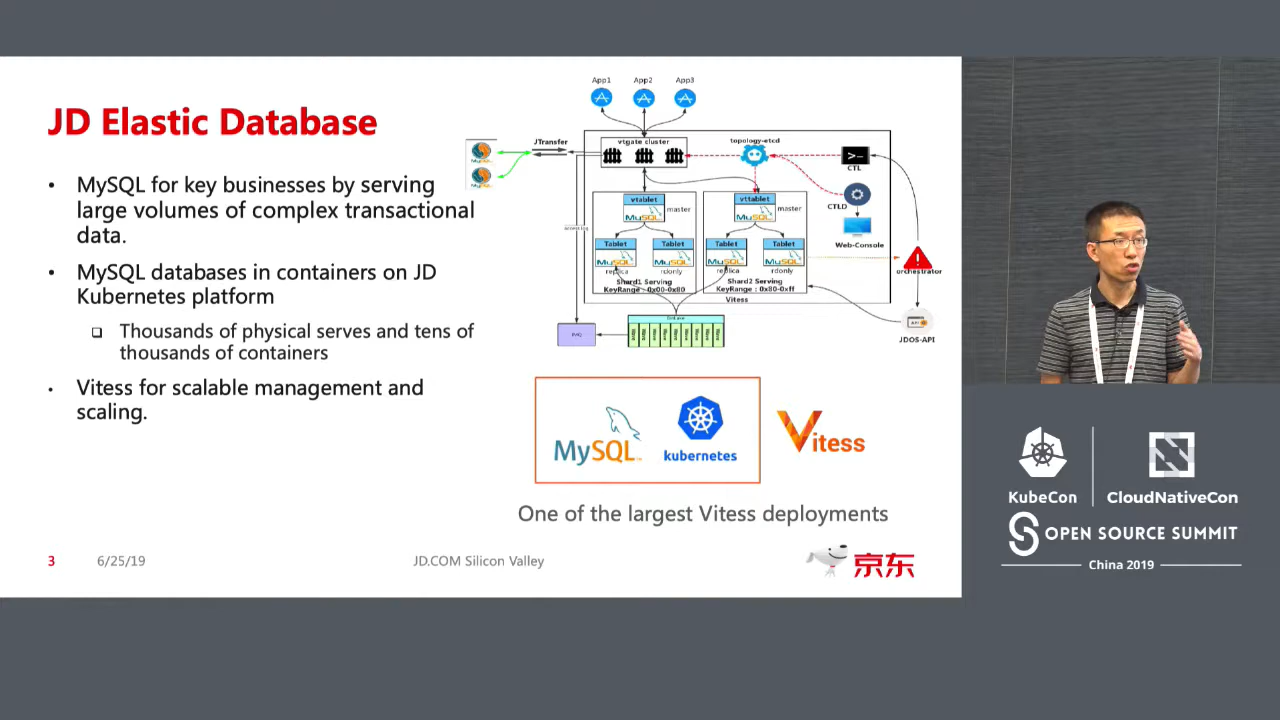 JD Elastic Database
• MySQL for key businesses by serving
large volumes of complex transactional
data.
• MySQL databases in containers on JD
Kubernetes platform
❑ Thousands of physical serves and tens of
thousands of containers
• Vitess for scalable management and
scaling.
App1 App2 App3
JTransfer
vtgate cluster
topology-etcd
CTL
CTLD
Web-Console
orchestrator
JDOS-API
API
vtablet
MySQL
master
vttablet
MySQL
master
Tablet
MySQL
replica
Tablet
MySQL
rdonly
Tablet
MySQL
replica
Tablet
MySQL
rdonly
Shard1 Serving
KeyRange : 0x00-0x80
Shard2 Serving
KeyRange : 0x80-0xff
Vitess
MySQL
kubernetes
Vitess
One of the largest Vitess deployments
3
6/25/19
JD.COM Silicon Valley
京东
KubeCon
CloudNativeCon
OPEN SOURCE SUMMIT
China 2019